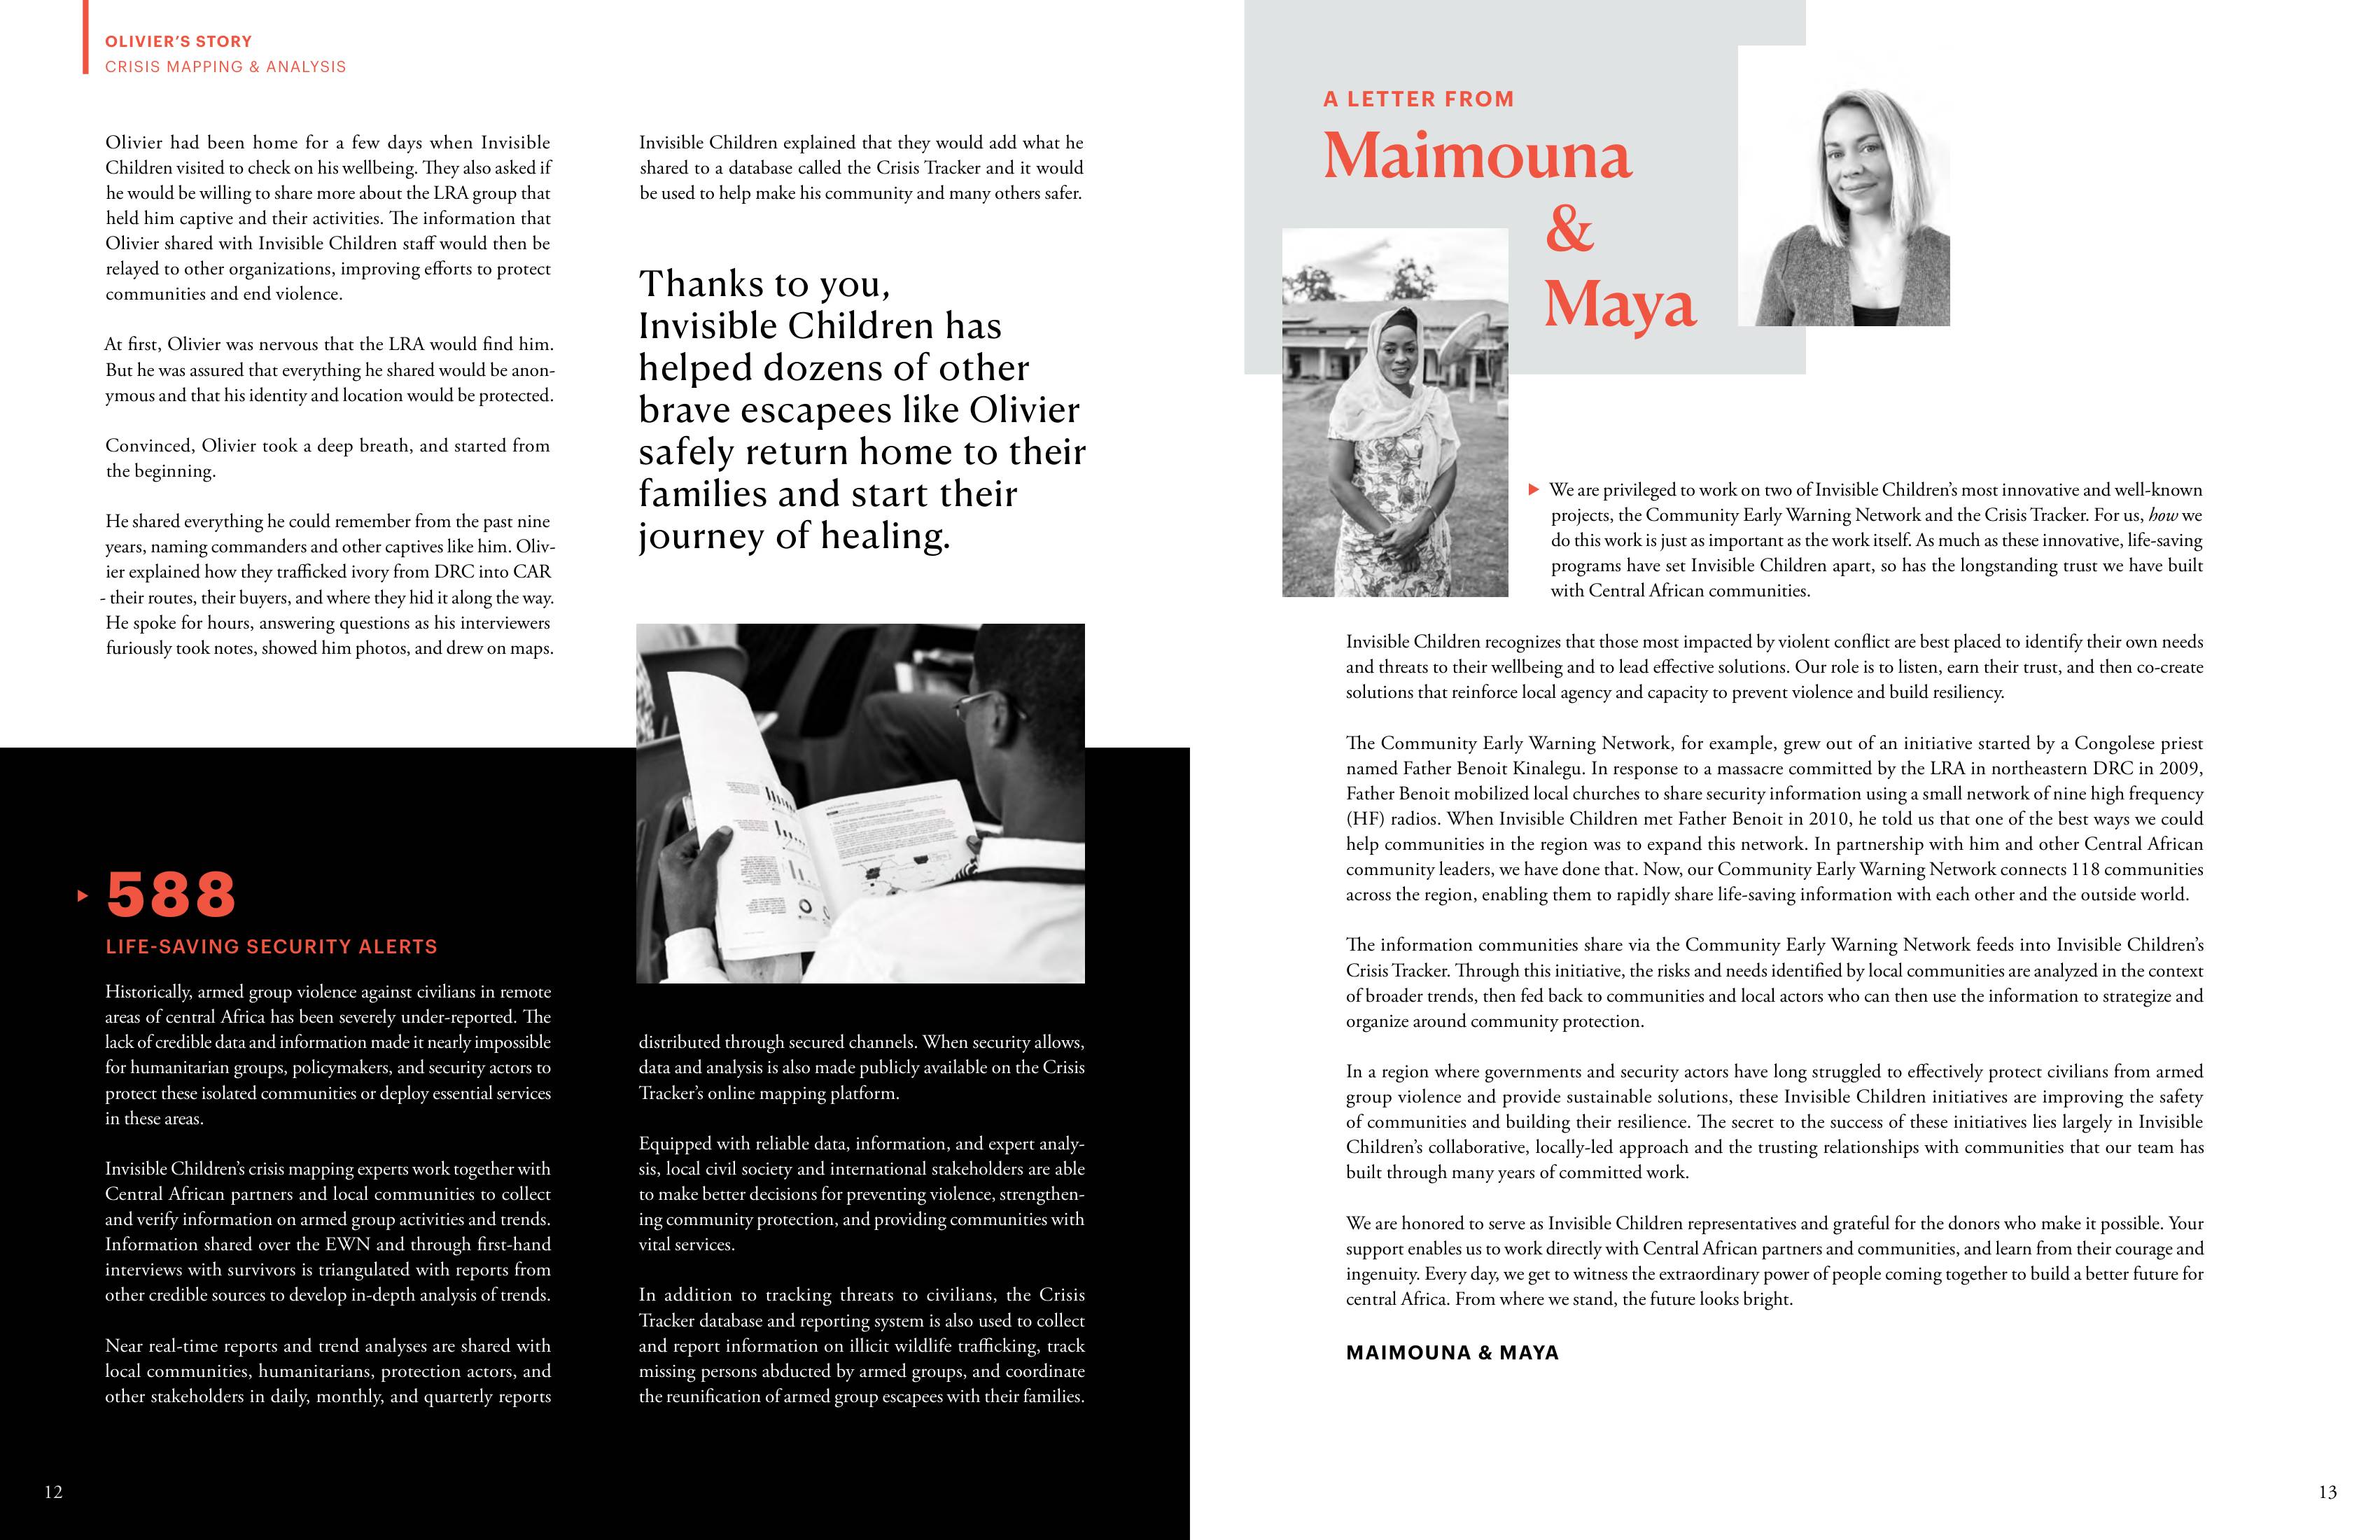 OLIVIER'S STORY
CRISIS MAPPING & ANALYSIS
Olivier had been home for a few days when Invisible
Children visited to check on his wellbeing. They also asked if
he would be willing to share more about the LRA group that
held him captive and their activities. The information that
Olivier shared with Invisible Children staff would then be
relayed to other organizations, improving efforts to protect
communities and end violence.
At first, Olivier was nervous that the LRA would find him.
But he was assured that everything he shared would be anon-
ymous and that his identity and location would be protected.
Convinced, Olivier took a deep breath, and started from
the beginning.
He shared everything he could remember from the past nine
years, naming commanders and other captives like him. Oliv-
ier explained how they trafficked ivory from DRC into CAR
- their routes, their buyers, and where they hid it along the way.
He spoke for hours, answering questions as his interviewers
furiously took notes, showed him photos, and drew on maps.
Invisible Children explained that they would add what he
shared to a database called the Crisis Tracker and it would
be used to help make his community and many others safer.
Thanks to you,
Invisible Children has
helped dozens of other
brave escapees like Olivier
safely return home to their
families and start their
journey of healing.
588
LIFE-SAVING SECURITY ALERTS
Historically, armed group violence against civilians in remote
areas of central Africa has been severely under-reported. The
lack of credible data and information made it nearly impossible
for humanitarian groups, policymakers, and security actors to
protect these isolated communities or deploy essential services
in these areas.
Invisible Children's crisis mapping experts work together with
Central African partners and local communities to collect
and verify information on armed group activities and trends.
Information shared over the EWN and through first-hand
interviews with survivors is triangulated with reports from
other credible sources to develop in-depth analysis of trends.
Near real-time reports and trend analyses are shared with
local communities, humanitarians, protection actors, and
other stakeholders in daily, monthly, and quarterly reports
distributed through secured channels. When security allows,
data and analysis is also made publicly available on the Crisis
Tracker's online mapping platform.
Equipped with reliable data, information, and expert analy-
sis, local civil society and international stakeholders are able
to make better decisions for preventing violence, strengthen-
ing community protection, and providing communities with
vital services.
In addition to tracking threats to civilians, the Crisis
Tracker database and reporting system is also used to collect
and report information on illicit wildlife trafficking, track
missing persons abducted by armed groups, and coordinate
the reunification of armed group escapees with their families.
12
A LETTER FROM
Maimouna
&
Maya
We are privileged to work on two of Invisible Children's most innovative and well-known
projects, the Community Early Warning Network and the Crisis Tracker. For us, how we
do this work is just as important as the work itself. As much as these innovative, life-saving
programs have set Invisible Children apart, so has the longstanding trust we have built
with Central African communities.
Invisible Children recognizes that those most impacted by violent conflict are best placed to identify their own needs
and threats to their wellbeing and to lead effective solutions. Our role is to listen, earn their trust, and then co-create
solutions that reinforce local agency and capacity to prevent violence and build resiliency.
The Community Early Warning Network, for example, grew out of an initiative started by a Congolese priest
named Father Benoit Kinalegu. In response to a massacre committed by the LRA in northeastern DRC in 2009,
Father Benoit mobilized local churches to share security information using a small network of nine high frequency
(HF) radios. When Invisible Children met Father Benoit in 2010, he told us that one of the best ways we could
help communities in the region was to expand this network. In partnership with him and other Central African
community leaders, we have done that. Now, our Community Early Warning Network connects 118 communities
across the region, enabling them to rapidly share life-saving information with each other and the outside world.
The information communities share via the Community Early Warning Network feeds into Invisible Children's
Crisis Tracker. Through this initiative, the risks and needs identified by local communities are analyzed in the context
of broader trends, then fed back to communities and local actors who can then use the information to strategize and
organize around community protection.
In a region where governments and security actors have long struggled to effectively protect civilians from armed
group violence and provide sustainable solutions, these Invisible Children initiatives are improving the safety
of communities and building their resilience. The secret to the success of these initiatives lies largely in Invisible
Children's collaborative, locally-led approach and the trusting relationships with communities that our team has
built through many years of committed work.
We are honored to serve as Invisible Children representatives and grateful for the donors who make it possible. Your
support enables us to work directly with Central African partners and communities, and learn from their courage and
ingenuity. Every day, we get to witness the extraordinary power of people coming together to build a better future for
central Africa. From where we stand, the future looks bright.
MAIMOUNA & MAYA
13